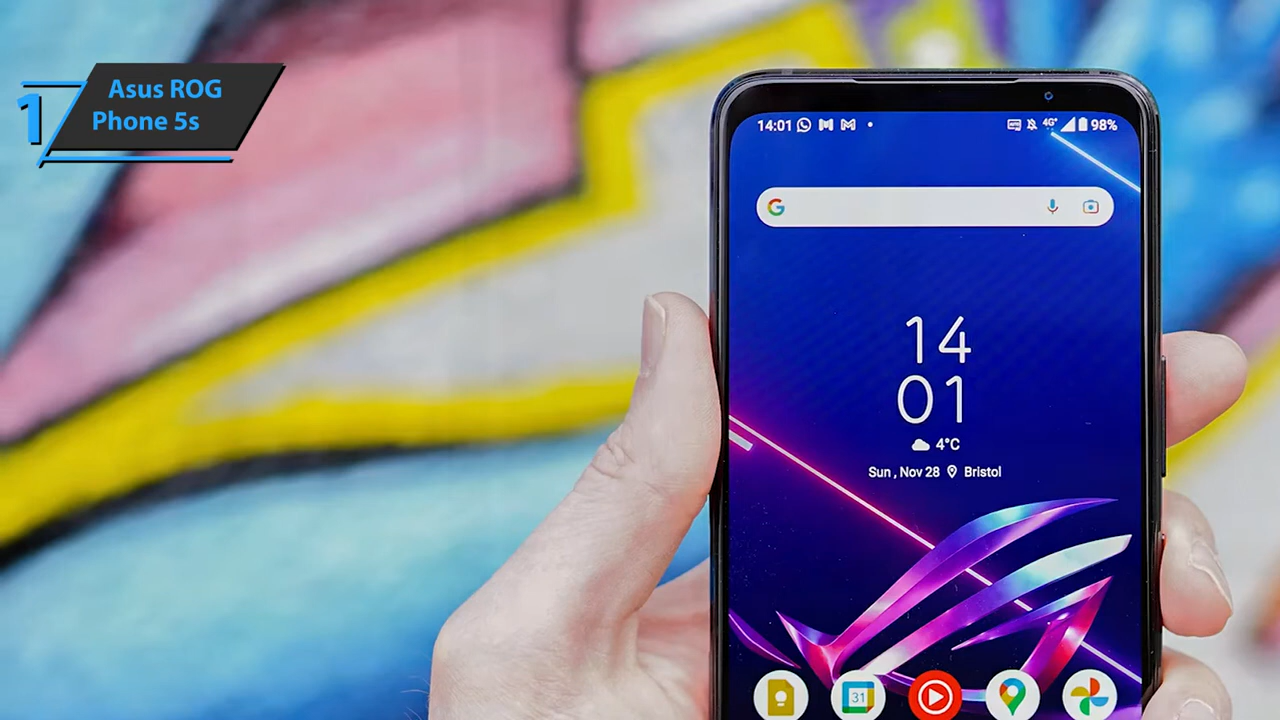 1
Asus ROG
Phone 5s
14:01
4G+
98%
14
01
4°C
Sun, Nov 28 Bristol
31